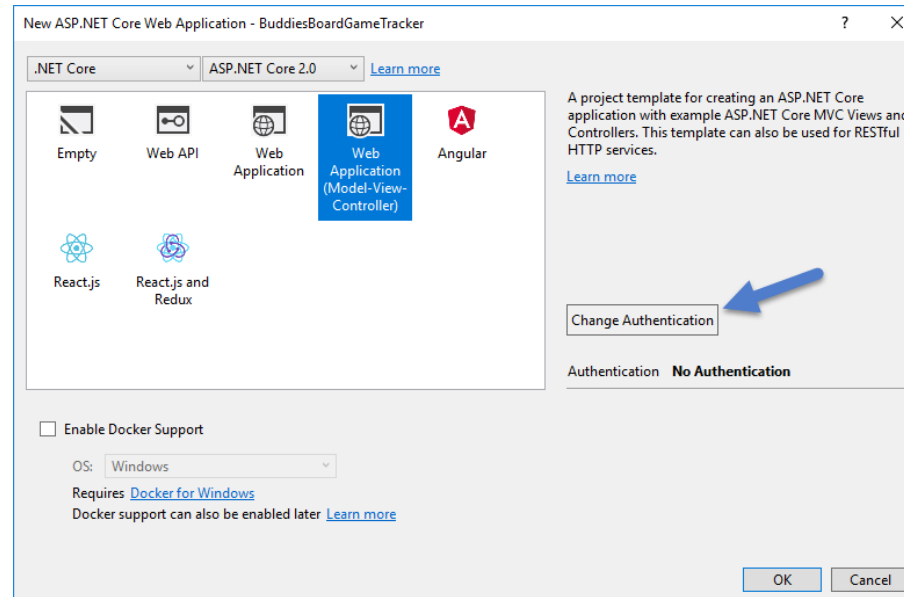 New ASP.NET Core Web Application - BuddiesBoardGameTracker
? X
.NET Core
ASP.NET Core 2.0
Learn more
Empty
Web API
Web
Application
Web
Application
(Model-View-
Controller)
Angular
React.js
React.js and
Redux
A project template for creating an ASP.NET Core
application with example ASP.NET Core MVC Views and
Controllers. This template can also be used for RESTful
HTTP services.
Learn more
Change Authentication
Authentication No Authentication
Enable Docker Support
OS: Windows
Requires Docker for Windows
Docker support can also be enabled later Learn more
OK
Cancel